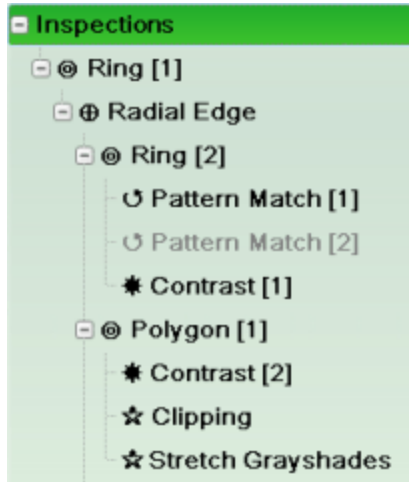 Inspections
Ring [1]
Radial Edge
Ring [2]
Pattern Match [1]
Pattern Match [2]
Contrast [1]
Polygon [1]
Contrast [2]
Clipping
Stretch Grayshades